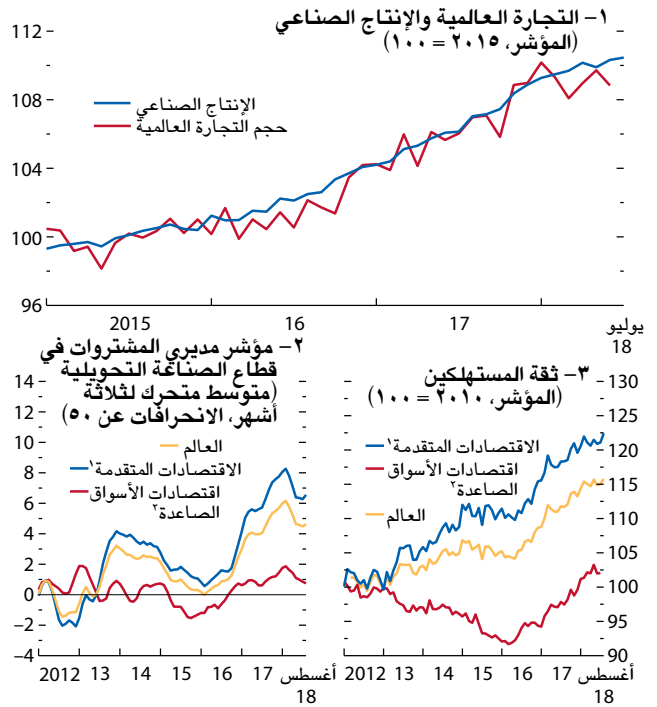 ١- التجارة العالمية والإنتاج الصناعي
(المؤشر، ٢٠١٥ = ١٠٠)
112
108
104
100
96
الإنتاج الصناعي
حجم التجارة العالمية
2015
16
17
يوليو
18
٢- مؤشر مديري المشتروات في
قطاع الصناعة التحويلية
(متوسط متحرك لثلاثة
أشهر، الانحرافات عن ٥٠)
14
12
10
8
6
4
2
0
–2
–4
العالم
الاقتصادات المتقدمة١
اقتصادات الأسواق
الصاعدة٢
2012
13
14
15
16
17
أغسطس
18
٣- ثقة المستهلكين
(المؤشر، ٢٠١٠ = ١٠٠)
130
125
120
115
110
105
100
95
90
الاقتصادات المتقدمة١
اقتصادات الأسواق
الصاعدة٢
العالم
2012
13
14
15
16
17
أغسطس
18